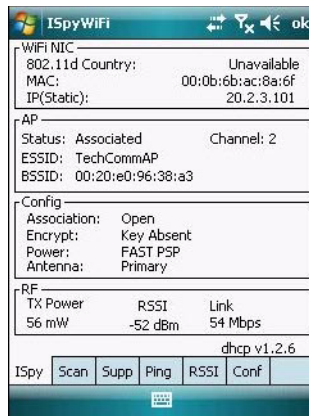 ISpyWiFi ok
WiFi NIC
802.11d Country: Unavailable
MAC: 00:0b:6b:ac:8a:6f
IP(Static): 20.2.3.101
AP
Status: Associated Channel: 2
ESSID: TechCommAP
BSSID: 00:20:e0:96:38:a3
Config
Association: Open
Encrypt: Key Absent
Power: FAST PSP
Antenna: Primary
RF
TX Power RSSI Link
56 mW -52 dBm 54 Mbps
dhcp v1.2.6
ISpy Scan Supp Ping RSSI Conf